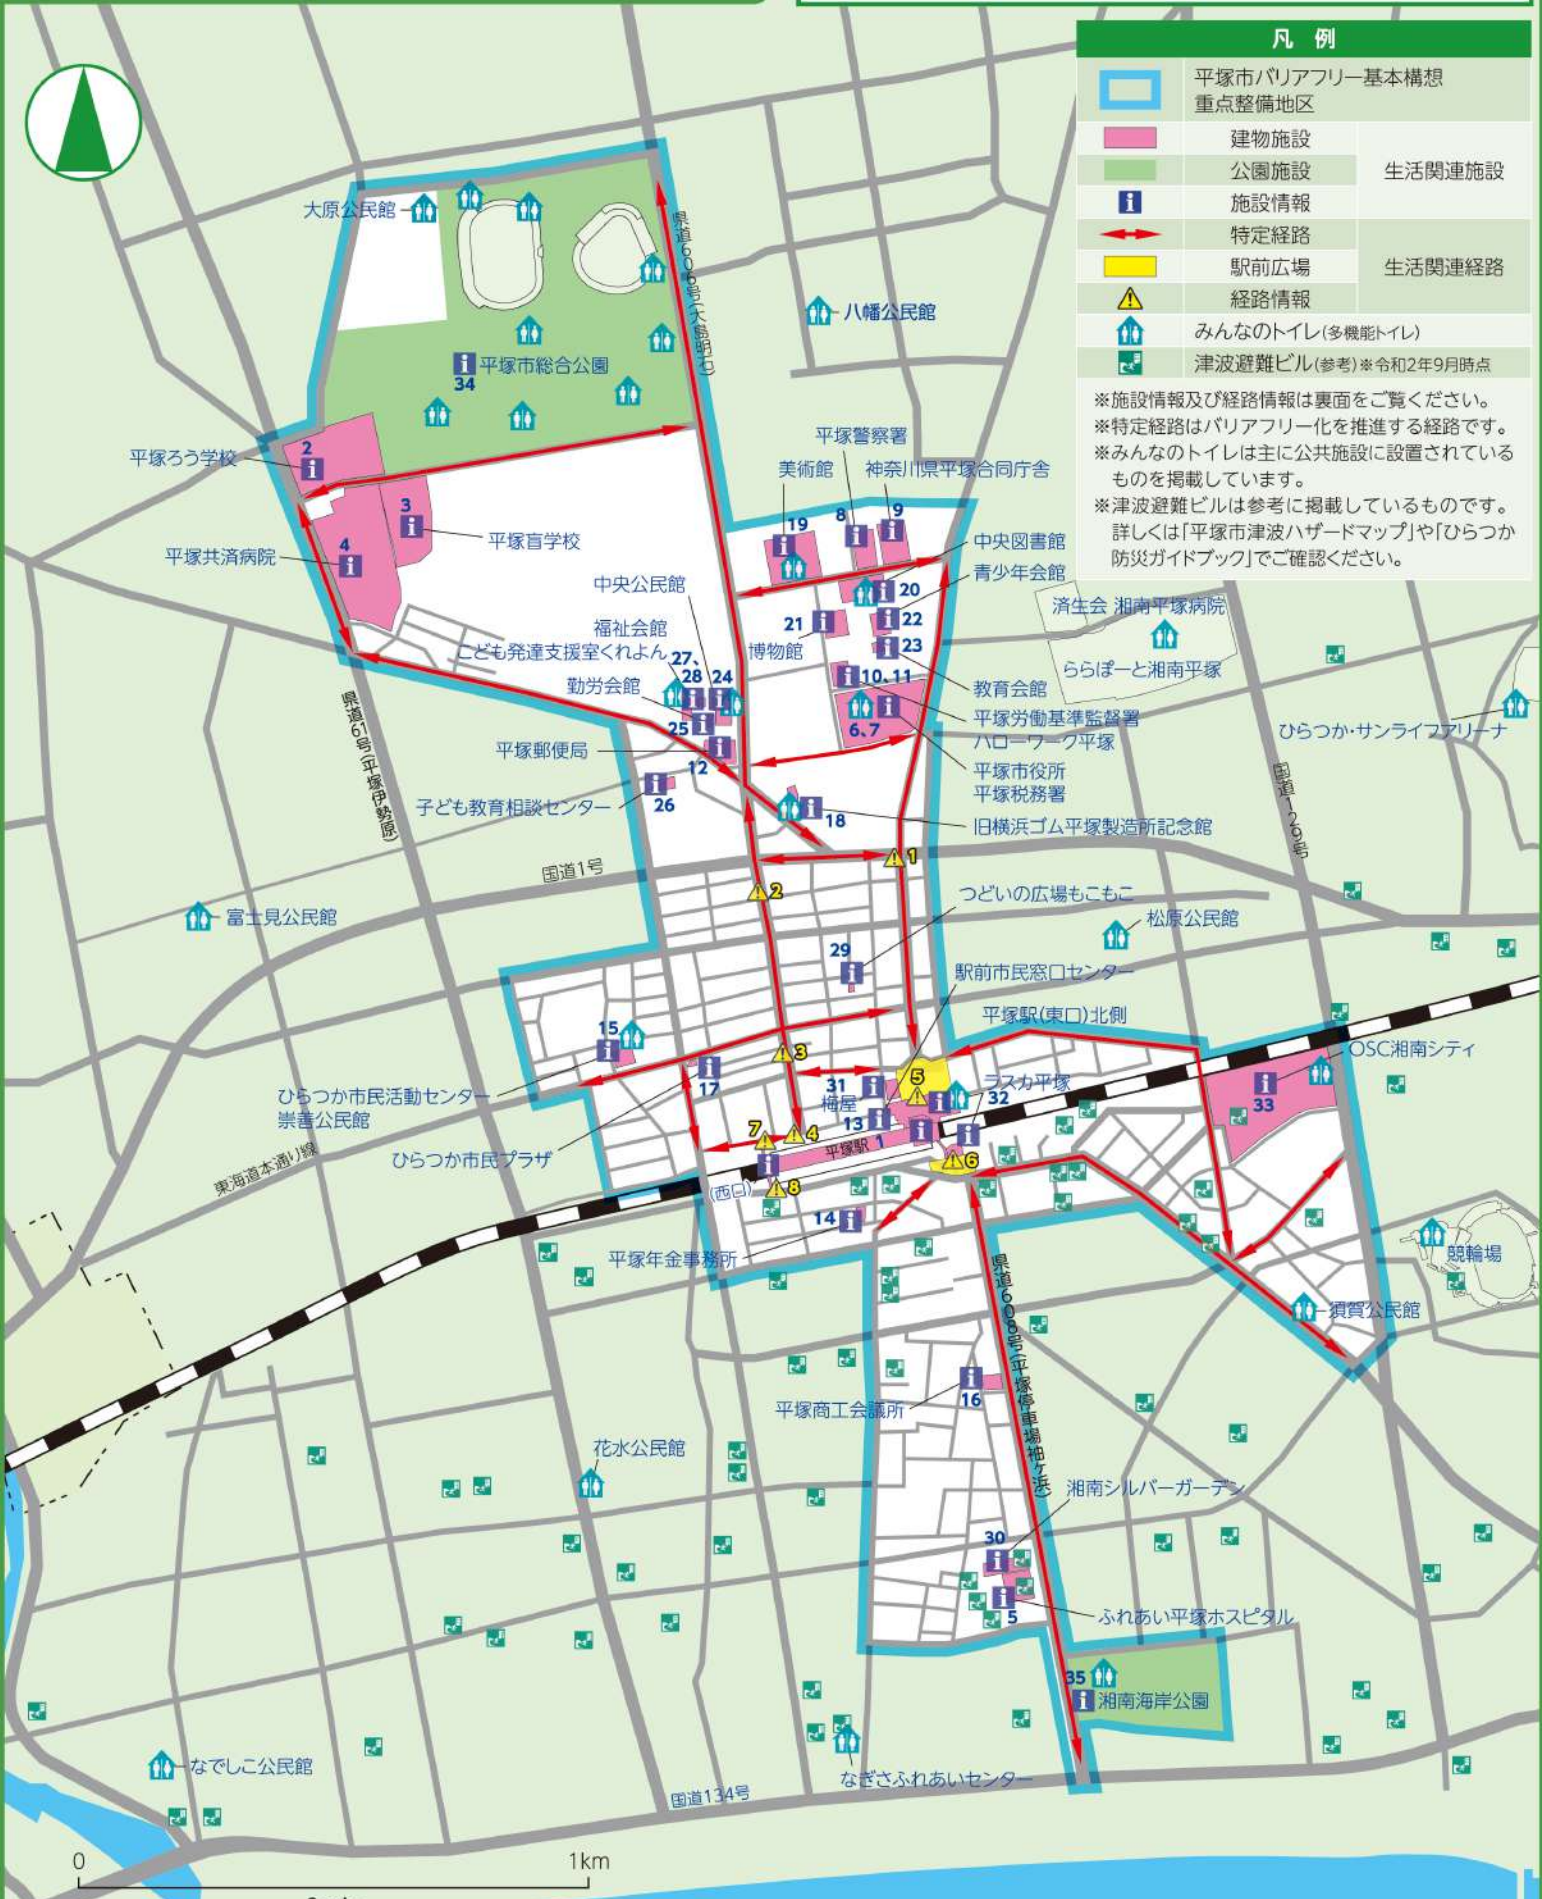 凡 例
平塚市バリアフリー基本構想
重点整備地区
建物施設
公園施設
生活関連施設
施設情報
特定経路
駅前広場
生活関連経路
経路情報
みんなのトイレ(多機能トイレ)
津波避難ビル(参考)※令和2年9月時点
※施設情報及び経路情報は裏面をご覧ください。
※特定経路はバリアフリー化を推進する経路です。
※みんなのトイレは主に公共施設に設置されている
ものを掲載しています。
※津波避難ビルは参考に掲載しているものです。
詳しくは「平塚市津波ハザードマップ」や「ひらつか
防災ガイドブック」でご確認ください。
大原公民館
県道606号(大島明石)
八幡公民館
平塚市総合公園
34
平塚ろう学校
2
3
平塚盲学校
4
平塚共済病院
平塚警察署
美術館
神奈川県平塚合同庁舎
19
8
9
中央図書館
20
青少年会館
22
21
博物館
23
教育会館
10、11
平塚労働基準監督署
ハローワーク平塚
6、7
平塚市役所
平塚税務署
中央公民館
福祉会館
こども発達支援室くれよん
27、
28
24
勤労会館
25
平塚郵便局
12
子ども教育相談センター
26
18
旧横浜ゴム平塚製造所記念館
済生会 湘南平塚病院
ららぽーと湘南平塚
ひらつか・サンライフアリーナ
県道61号(平塚伊勢原)
国道129号
国道1号
1
2
富士見公民館
つどいの広場もこもこ
29
松原公民館
駅前市民窓口センター
平塚駅(東口)北側
15
ひらつか市民活動センター
崇善公民館
3
17
ひらつか市民プラザ
31
梅屋
5
ラスカ平塚
32
13
1
平塚駅
OSC湘南シティ
33
7
4
6
8
(西口)
東海道本通り線
14
平塚年金事務所
競輪場
須賀公民館
県道608号(平塚停車場袖ケ浜)
16
平塚商工会議所
花水公民館
湘南シルバーガーデン
30
5
ふれあい平塚ホスピタル
35
湘南海岸公園
なでしこ公民館
なぎさふれあいセンター
国道134号
0
1km